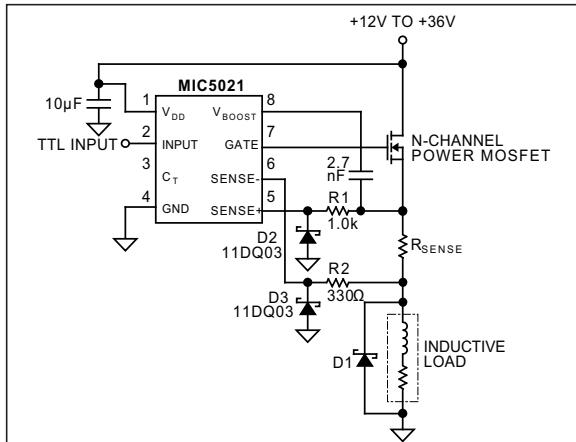 +12V TO +36V
MIC5021
10µF
1
V_DD
V_BOOST
8
TTL INPUT
2
INPUT
GATE
7
N-CHANNEL
POWER MOSFET
2.7
nF
3
C_T
SENSE-
6
4
GND
SENSE+
5
R1
1.0k
D2
11DQ03
R_SENSE
R2
330Ω
D3
11DQ03
D1
INDUCTIVE
LOAD